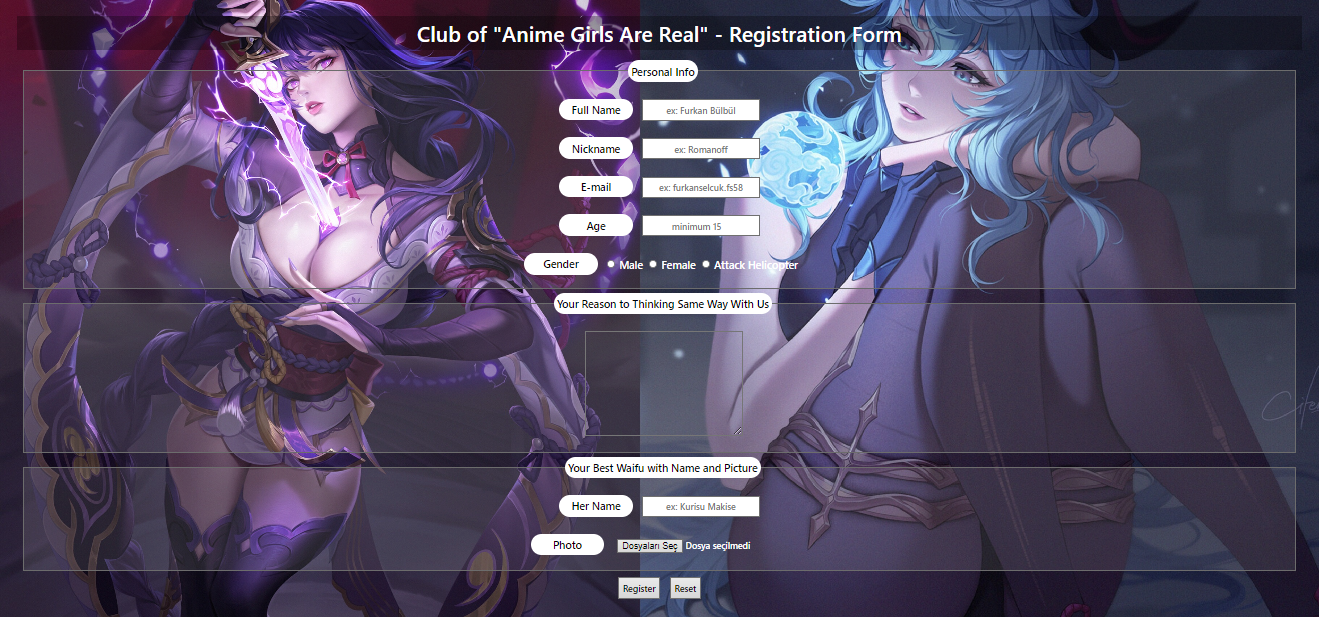 Club of "Anime Girls Are Real" - Registration Form
Personal Info
Full Name ex: Furkan Bülbül
Nickname ex: Romanoff
E-mail ex: furkanselcuk.fs58
Age minimum 15
Gender Male Female Attack Helicopter
Your Reason to Thinking Same Way With Us
Your Best Waifu with Name and Picture
Her Name ex: Kurisu Makise
Photo Dosyaları Seç Dosya seçilmedi
Register Reset